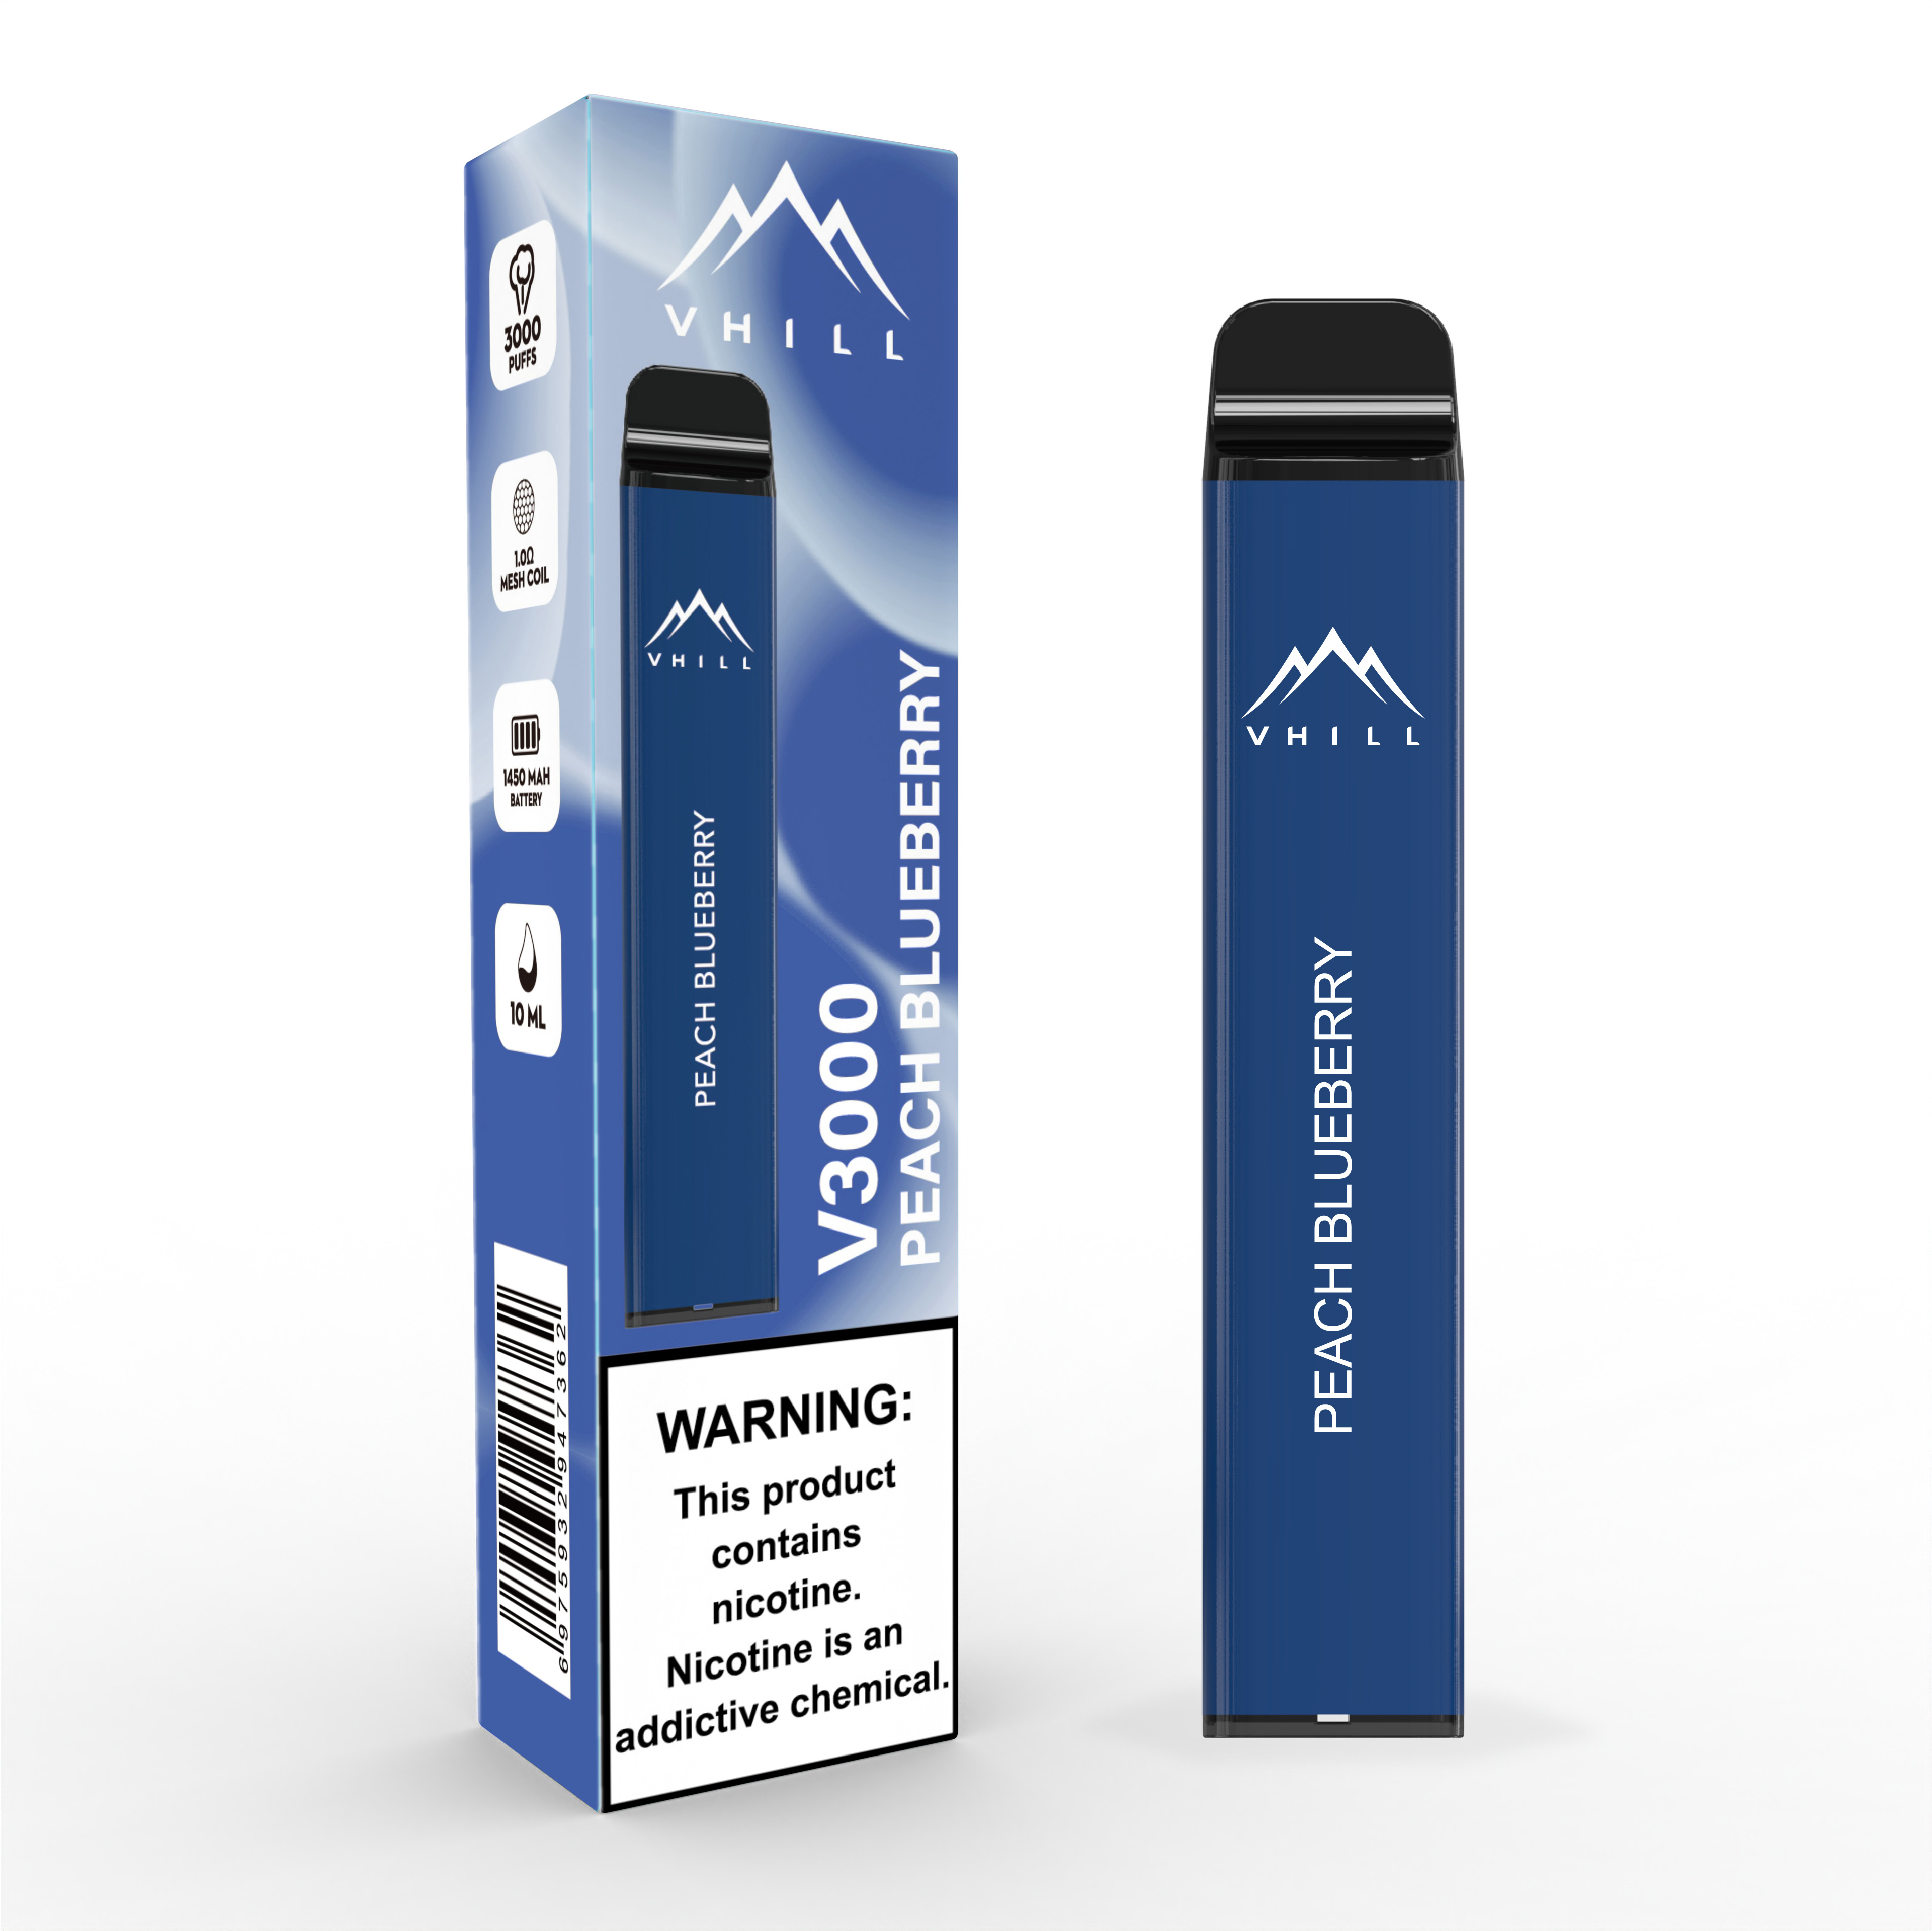 3000
PUFFS
1.0Ω
MESH COIL
1450 MAH
BATTERY
10 ML
6975932947362
VHILL
VHILL
PEACH BLUEBERRY
V3000
PEACH BLUEBERRY
WARNING:
This product
contains
nicotine.
Nicotine is an
addictive chemical.
VHILL
PEACH BLUEBERRY